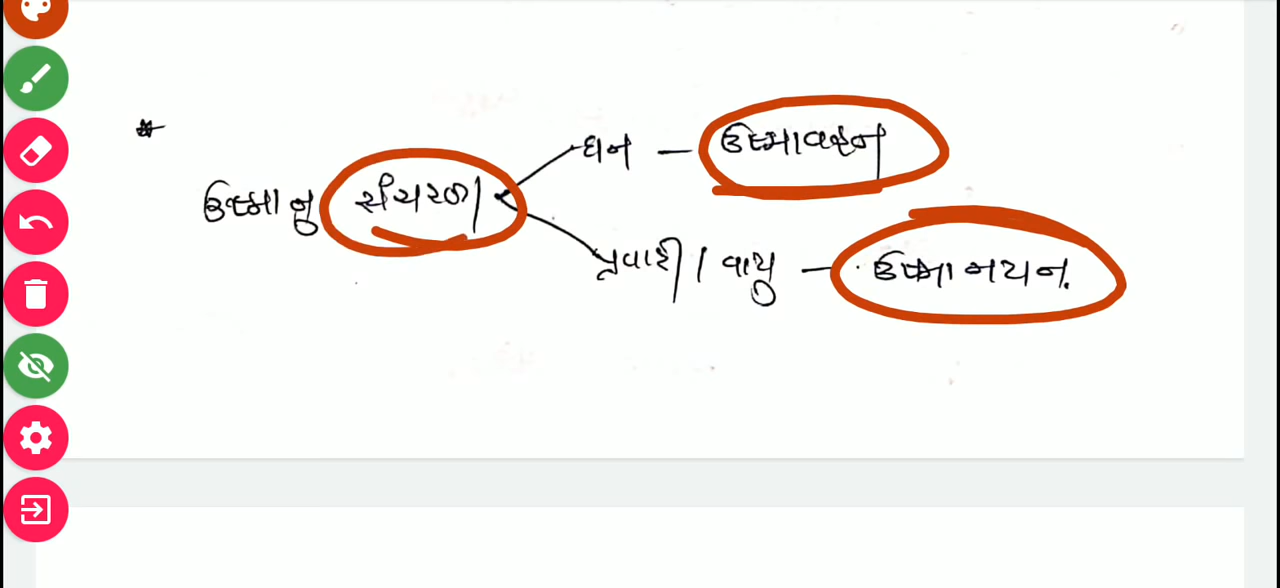 * ઘન - ઉષ્માવહન
ઉષ્માનુ સંચરણ
પ્રવાહી / વાયુ - ઉષ્મા નયન.